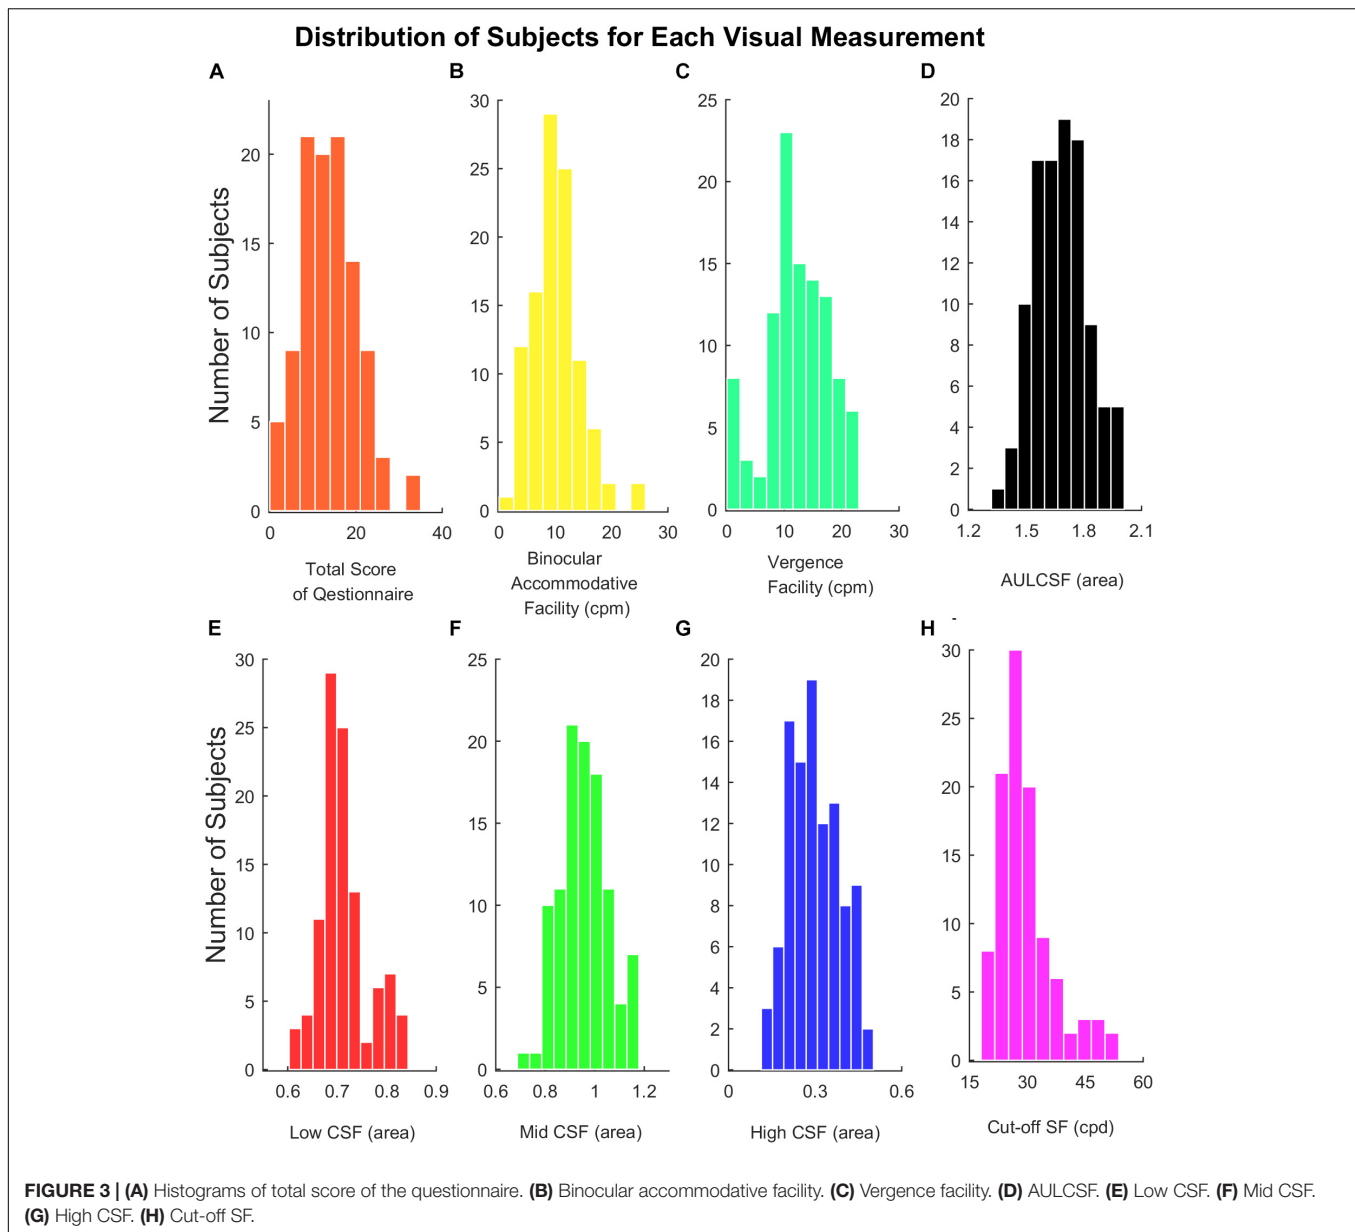 Distribution of Subjects for Each Visual Measurement
A
B
C
D
Number of Subjects
20
15
10
5
0
0 20 40
Total Score
of Qestionnaire
30
25
20
15
10
5
0
0 10 20 30
Binocular
Accommodative
Facility (cpm)
25
20
15
10
5
0
0 10 20 30
Vergence
Facility (cpm)
20
18
16
14
12
10
8
6
4
2
0
1.2 1.5 1.8 2.1
AULCSF (area)
E
F
G
H
Number of Subjects
30
25
20
15
10
5
0
0.6 0.7 0.8 0.9
Low CSF (area)
25
20
15
10
5
0
0.6 0.8 1 1.2
Mid CSF (area)
20
18
16
14
12
10
8
6
4
2
0
0 0.3 0.6
High CSF (area)
30
25
20
15
10
5
0
15 30 45 60
Cut-off SF (cpd)
FIGURE 3 | (A) Histograms of total score of the questionnaire. (B) Binocular accommodative facility. (C) Vergence facility. (D) AULCSF. (E) Low CSF. (F) Mid CSF.
(G) High CSF. (H) Cut-off SF.